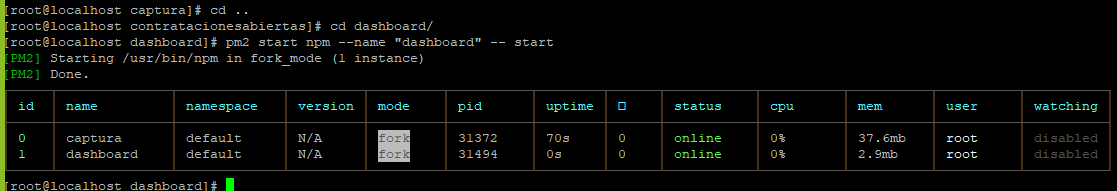 [root@localhost captura]# cd ..
[root@localhost contratacionesabiertas]# cd dashboard/
[root@localhost dashboard]# pm2 start npm --name "dashboard" -- start
[PM2] Starting /usr/bin/npm in fork_mode (1 instance)
[PM2] Done.
id name namespace version mode pid uptime □ status cpu mem user watching
0 captura default N/A fork 31372 70s 0 online 0% 37.6mb root disabled
1 dashboard default N/A fork 31494 0s 0 online 0% 2.9mb root disabled
[root@localhost dashboard]#